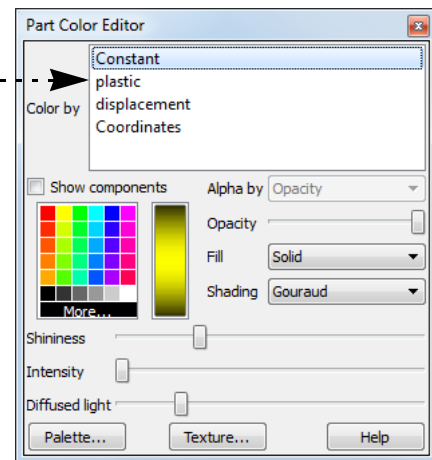 Part Color Editor
Color by
Constant
plastic
displacement
Coordinates
Show components
Alpha by Opacity
Opacity
Fill Solid
Shading Gouraud
More...
Shininess
Intensity
Diffused light
Palette... Texture... Help